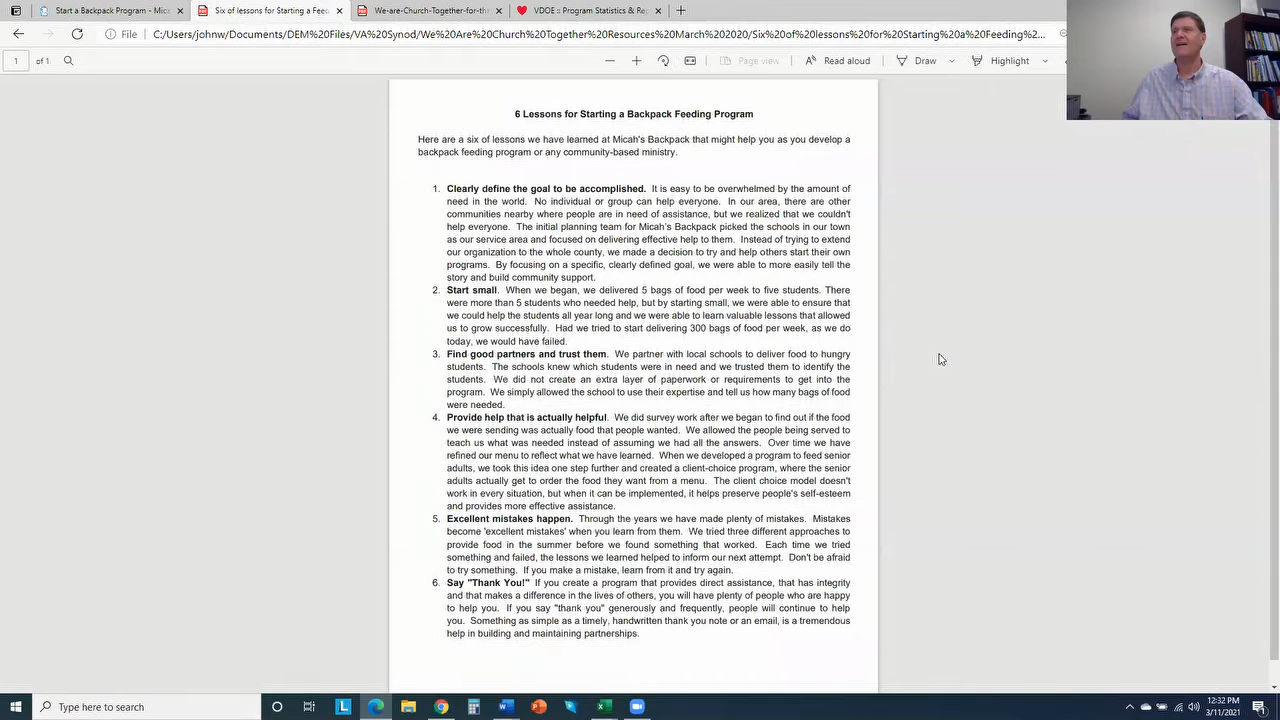 Start a Backpack Program - Mic
Six of lessons for Starting a Feed
We-are-Church-Together-for-th
VDOE :: Program Statistics & Rep
File
C:/Users/johnw/Documents/DEM%20Files/VA%20Synod/We%20Are%20Church%20Together%20Resources%20March%202020/Six%20of%20lessons%20for%20Starting%20a%20Feeding%2...
1 of 1
Page view
Read aloud
Draw
Highlight
6 Lessons for Starting a Backpack Feeding Program
Here are a six of lessons we have learned at Micah's Backpack that might help you as you develop a
backpack feeding program or any community-based ministry.
1. Clearly define the goal to be accomplished. It is easy to be overwhelmed by the amount of
need in the world. No individual or group can help everyone. In our area, there are other
communities nearby where people are in need of assistance, but we realized that we couldn't
help everyone. The initial planning team for Micah's Backpack picked the schools in our town
as our service area and focused on delivering effective help to them. Instead of trying to extend
our organization to the whole county, we made a decision to try and help others start their own
programs. By focusing on a specific, clearly defined goal, we were able to more easily tell the
story and build community support.
2. Start small. When we began, we delivered 5 bags of food per week to five students. There
were more than 5 students who needed help, but by starting small, we were able to ensure that
we could help the students all year long and we were able to learn valuable lessons that allowed
us to grow successfully. Had we tried to start delivering 300 bags of food per week, as we do
today, we would have failed.
3. Find good partners and trust them. We partner with local schools to deliver food to hungry
students. The schools knew which students were in need and we trusted them to identify the
students. We did not create an extra layer of paperwork or requirements to get into the
program. We simply allowed the school to use their expertise and tell us how many bags of food
were needed.
4. Provide help that is actually helpful. We did survey work after we began to find out if the food
we were sending was actually food that people wanted. We allowed the people being served to
teach us what was needed instead of assuming we had all the answers. Over time we have
refined our menu to reflect what we have learned. When we developed a program to feed senior
adults, we took this idea one step further and created a client-choice program, where the senior
adults actually get to order the food they want from a menu. The client choice model doesn't
work in every situation, but when it can be implemented, it helps preserve people's self-esteem
and provides more effective assistance.
5. Excellent mistakes happen. Through the years we have made plenty of mistakes. Mistakes
become 'excellent mistakes' when you learn from them. We tried three different approaches to
provide food in the summer before we found something that worked. Each time we tried
something and failed, the lessons we learned helped to inform our next attempt. Don't be afraid
to try something. If you make a mistake, learn from it and try again.
6. Say "Thank You!" If you create a program that provides direct assistance, that has integrity
and that makes a difference in the lives of others, you will have plenty of people who are happy
to help you. If you say "thank you" generously and frequently, people will continue to help
you. Something as simple as a timely, handwritten thank you note or an email, is a tremendous
help in building and maintaining partnerships.
Type here to search
12:32 PM
3/11/2021